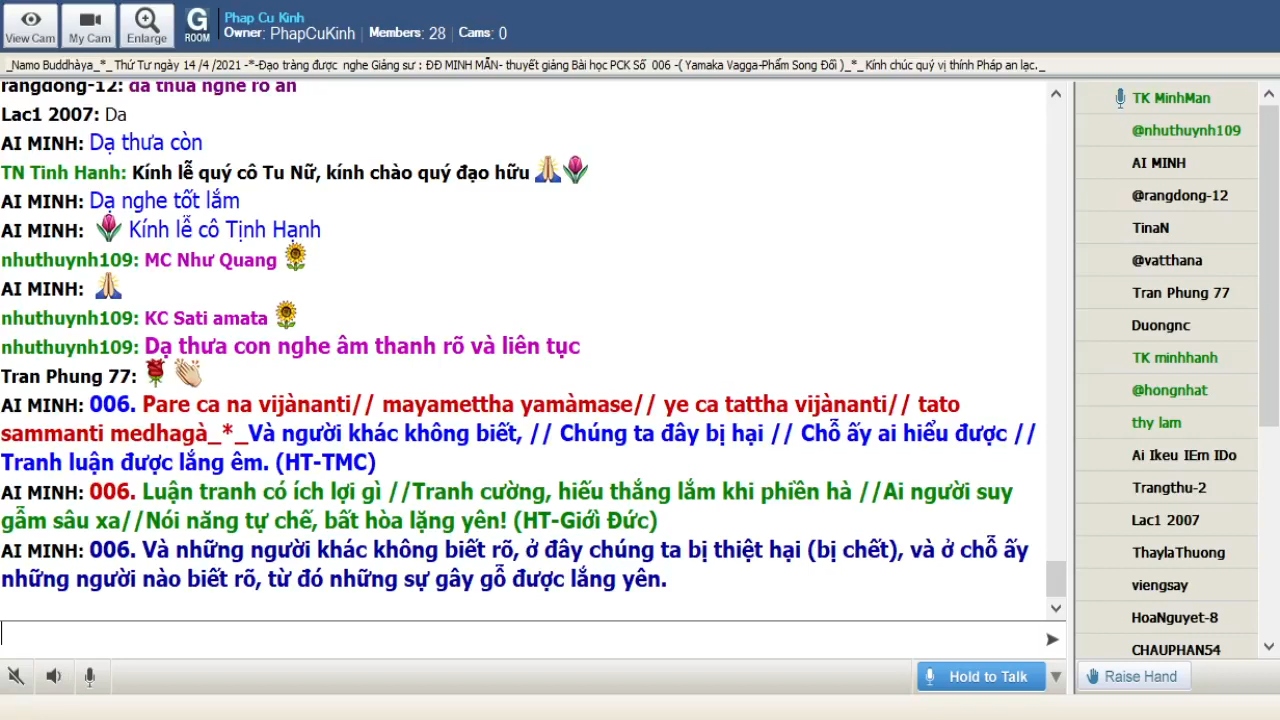 View Cam
My Cam
Enlarge
G
ROOM
Phap Cu Kinh
Owner: PhapCuKinh | Members: 28 | Cams: 0
_Namo Buddhàya_*_ Thứ Tư ngày 14 /4 /2021 -*-Đạo tràng được nghe Giảng sư : ĐĐ MINH MẪN- thuyết giảng Bài học PCK Số 006 -( Yamaka Vagga-Phẩm Song Đối )_*_ Kính chúc quý vị thính Pháp an lạc._
rangdong-12: da thưa nghe rõ ần
Lac1 2007: Da
AI MINH: Dạ thưa còn
TN Tinh Hanh: Kính lễ quý cô Tu Nữ, kính chào quý đạo hữu
AI MINH: Dạ nghe tốt lắm
AI MINH: Kính lễ cô Tịnh Hạnh
nhuthuynh109: MC Như Quang
AI MINH:
nhuthuynh109: KC Sati amata
nhuthuynh109: Dạ thưa con nghe âm thanh rõ và liên tục
Tran Phung 77:
AI MINH: 006. Pare ca na vijànanti// mayamettha yamàmase// ye ca tattha vijànanti// tato
sammanti medhagà_*_Và người khác không biết, // Chúng ta đây bị hại // Chỗ ấy ai hiểu được //
Tranh luận được lắng êm. (HT-TMC)
AI MINH: 006. Luận tranh có ích lợi gì //Tranh cường, hiếu thắng lắm khi phiền hà //Ai người suy
gẫm sâu xa//Nói năng tự chế, bất hòa lặng yên! (HT-Giới Đức)
AI MINH: 006. Và những người khác không biết rõ, ở đây chúng ta bị thiệt hại (bị chết), và ở chỗ ấy
những người nào biết rõ, từ đó những sự gây gỗ được lắng yên.
Hold to Talk
TK MinhMan
@nhuthuynh109
AI MINH
@rangdong-12
TinaN
@vatthana
Tran Phung 77
Duongnc
TK minhhanh
@hongnhat
thy lam
Ai Ikeu IEm IDo
Trangthu-2
Lac1 2007
ThaylaThuong
viengsay
HoaNguyet-8
CHAUPHAN54
Raise Hand